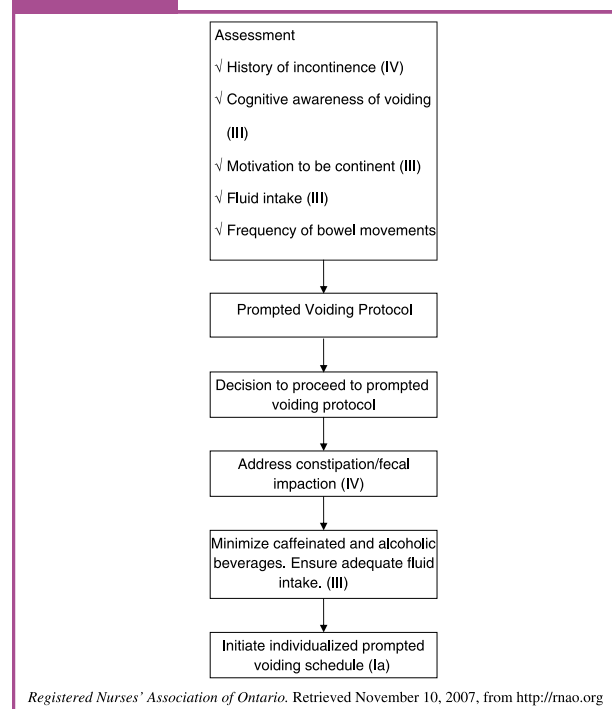 Assessment
√ History of incontinence (IV)
√ Cognitive awareness of voiding
(III)
√ Motivation to be continent (III)
√ Fluid intake (III)
√ Frequency of bowel movements
Prompted Voiding Protocol
Decision to proceed to prompted
voiding protocol
Address constipation/fecal
impaction (IV)
Minimize caffeinated and alcoholic
beverages. Ensure adequate fluid
intake. (III)
Initiate individualized prompted
voiding schedule (Ia)
Registered Nurses' Association of Ontario. Retrieved November 10, 2007, from http://rnao.org